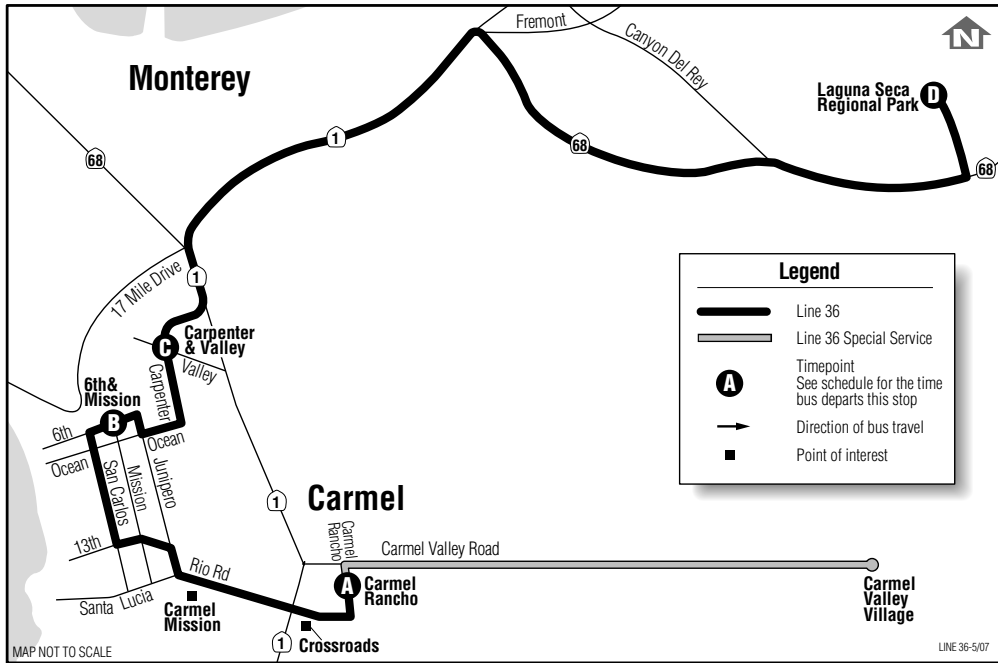 Fremont
N
Monterey
Canyon Del Rey
Laguna Seca
Regional Park
D
1
68
68
68
1
17 Mile Drive
Legend
Line 36
Line 36 Special Service
A
Timepoint
See schedule for the time
bus departs this stop
Direction of bus travel
Point of interest
C
Carpenter
& Valley
Valley
Carpenter
6th&
Mission
B
6th
Ocean
Ocean
San Carlos
Mission
Junipero
1
Carmel
Carmel
Rancho
Carmel Valley Road
13th
Rio Rd
A
Carmel
Rancho
Carmel
Valley
Village
Santa Lucia
Carmel
Mission
1
Crossroads
MAP NOT TO SCALE
LINE 36-5/07